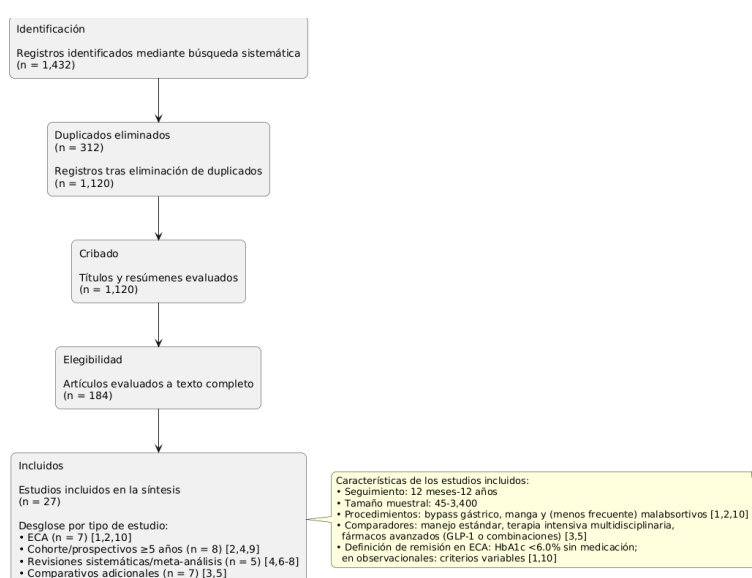 Identificación
Registros identificados mediante búsqueda sistemática
(n = 1,432)
Duplicados eliminados
(n = 312)
Registros tras eliminación de duplicados
(n = 1,120)
Cribado
Títulos y resúmenes evaluados
(n = 1,120)
Elegibilidad
Artículos evaluados a texto completo
(n = 184)
Incluidos
Estudios incluidos en la síntesis
(n = 27)
Desglose por tipo de estudio:
• ECA (n = 7) [1,2,10]
• Cohorte/prospectivos ≥5 años (n = 8) [2,4,9]
• Revisiones sistemáticas/meta-análisis (n = 5) [4,6-8]
• Comparativos adicionales (n = 7) [3,5]
Características de los estudios incluidos:
• Seguimiento: 12 meses-12 años
• Tamaño muestral: 45-3,400
• Procedimientos: bypass gástrico, manga y (menos frecuente) malabsortivos [1,2,10]
• Comparadores: manejo estándar, terapia intensiva multidisciplinaria,
fármacos avanzados (GLP-1 o combinaciones) [3,5]
• Definición de remisión en ECA: HbA1c <6.0% sin medicación;
en observacionales: criterios variables [1,10]